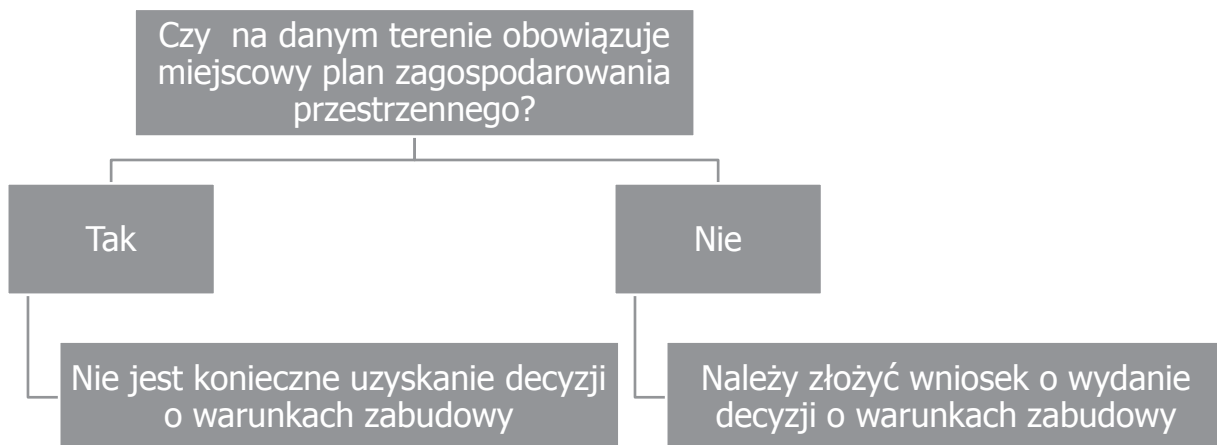 Czy na danym terenie obowiązuje
miejscowy plan zagospodarowania
przestrzennego?
Tak
Nie
Nie jest konieczne uzyskanie decyzji
o warunkach zabudowy
Należy złożyć wniosek o wydanie
decyzji o warunkach zabudowy